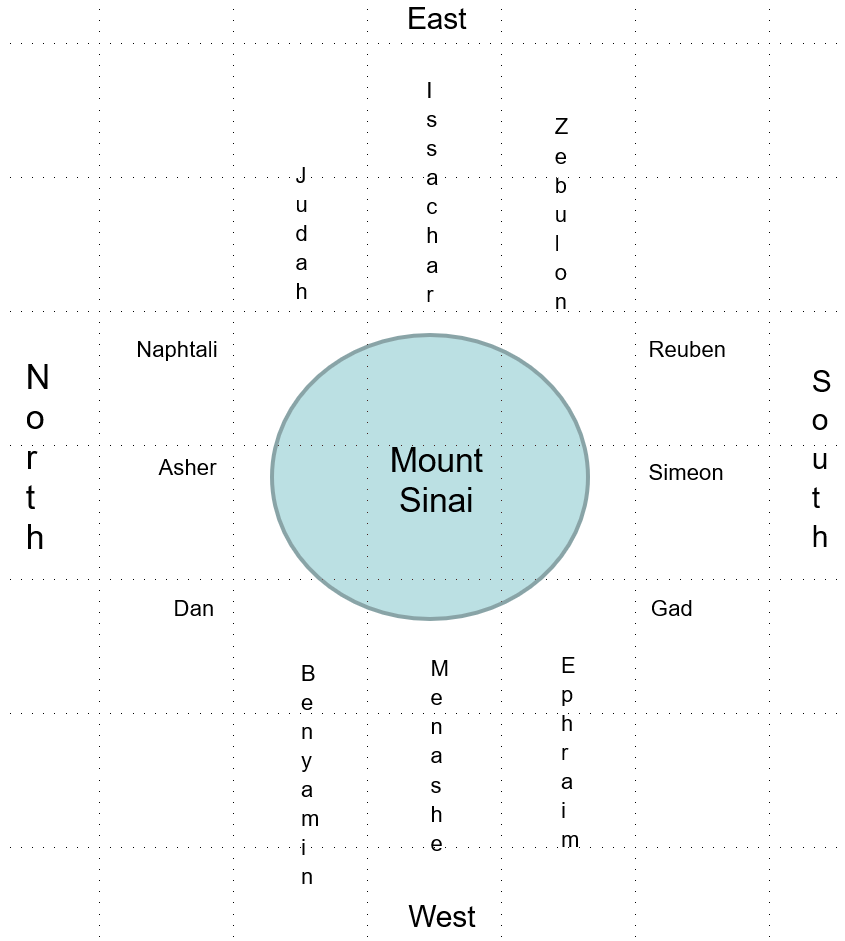 East
Issachar
Zebulon
Judah
Naphtali
Reuben
North
South
Mount
Sinai
Asher
Simeon
Dan
Gad
Benyamin
Menashe
Ephraim
West